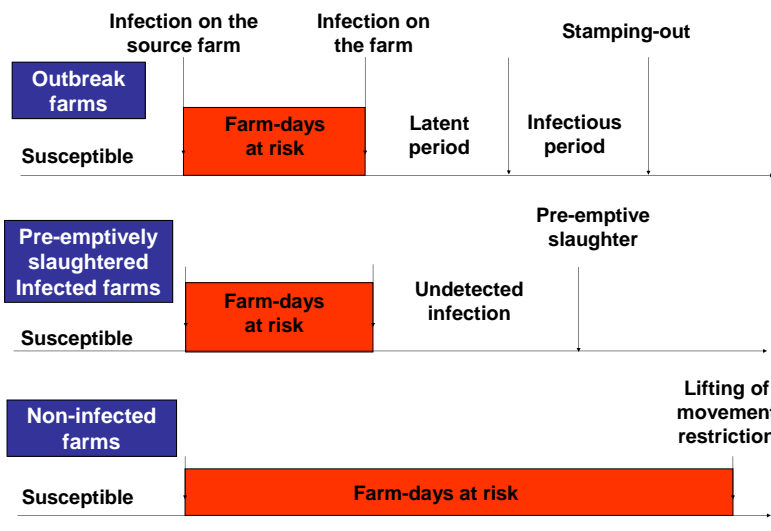 Infection on the
source farm
Infection on
the farm
Stamping-out
Outbreak
farms
Farm-days
at risk
Latent
period
Infectious
period
Susceptible
Pre-emptive
slaughter
Pre-emptively
slaughtered
Infected farms
Farm-days
at risk
Undetected
infection
Susceptible
Lifting of
movement
restriction
Non-infected
farms
Farm-days at risk
Susceptible